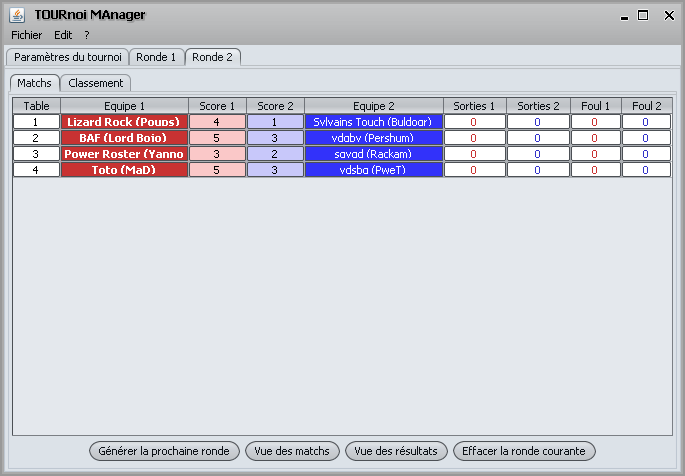 TOURnoi MAnager
Fichier Edit ?
Paramètres du tournoi Ronde 1 Ronde 2
Matchs Classement
Table Equipe 1 Score 1 Score 2 Equipe 2 Sorties 1 Sorties 2 Foul 1 Foul 2
1 Lizard Rock (Poups) 4 1 Sylvains Touch (Buldogr) 0 0 0 0
2 BAF (Lord Bojo) 5 3 (Pershum) 0 0 0 0
3 Power Roster (Yanno 3 2 (Rackam) 0 0 0 0
4 Toto (MaD) 5 3 (PweT) 0 0 0 0
Générer la prochaine ronde Vue des matchs Vue des résultats Effacer la ronde courante